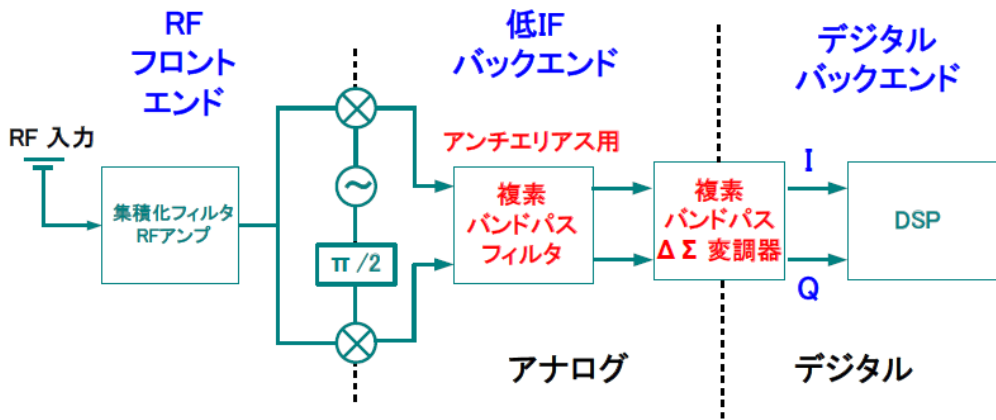 RF
フロント
エンド
低IF
バックエンド
デジタル
バックエンド
RF 入力
アンチエリアス用
集積化フィルタ
RFアンプ
π/2
複素
バンドパス
フィルタ
複素
バンドパス
ΔΣ 変調器
I
Q
DSP
アナログ
デジタル